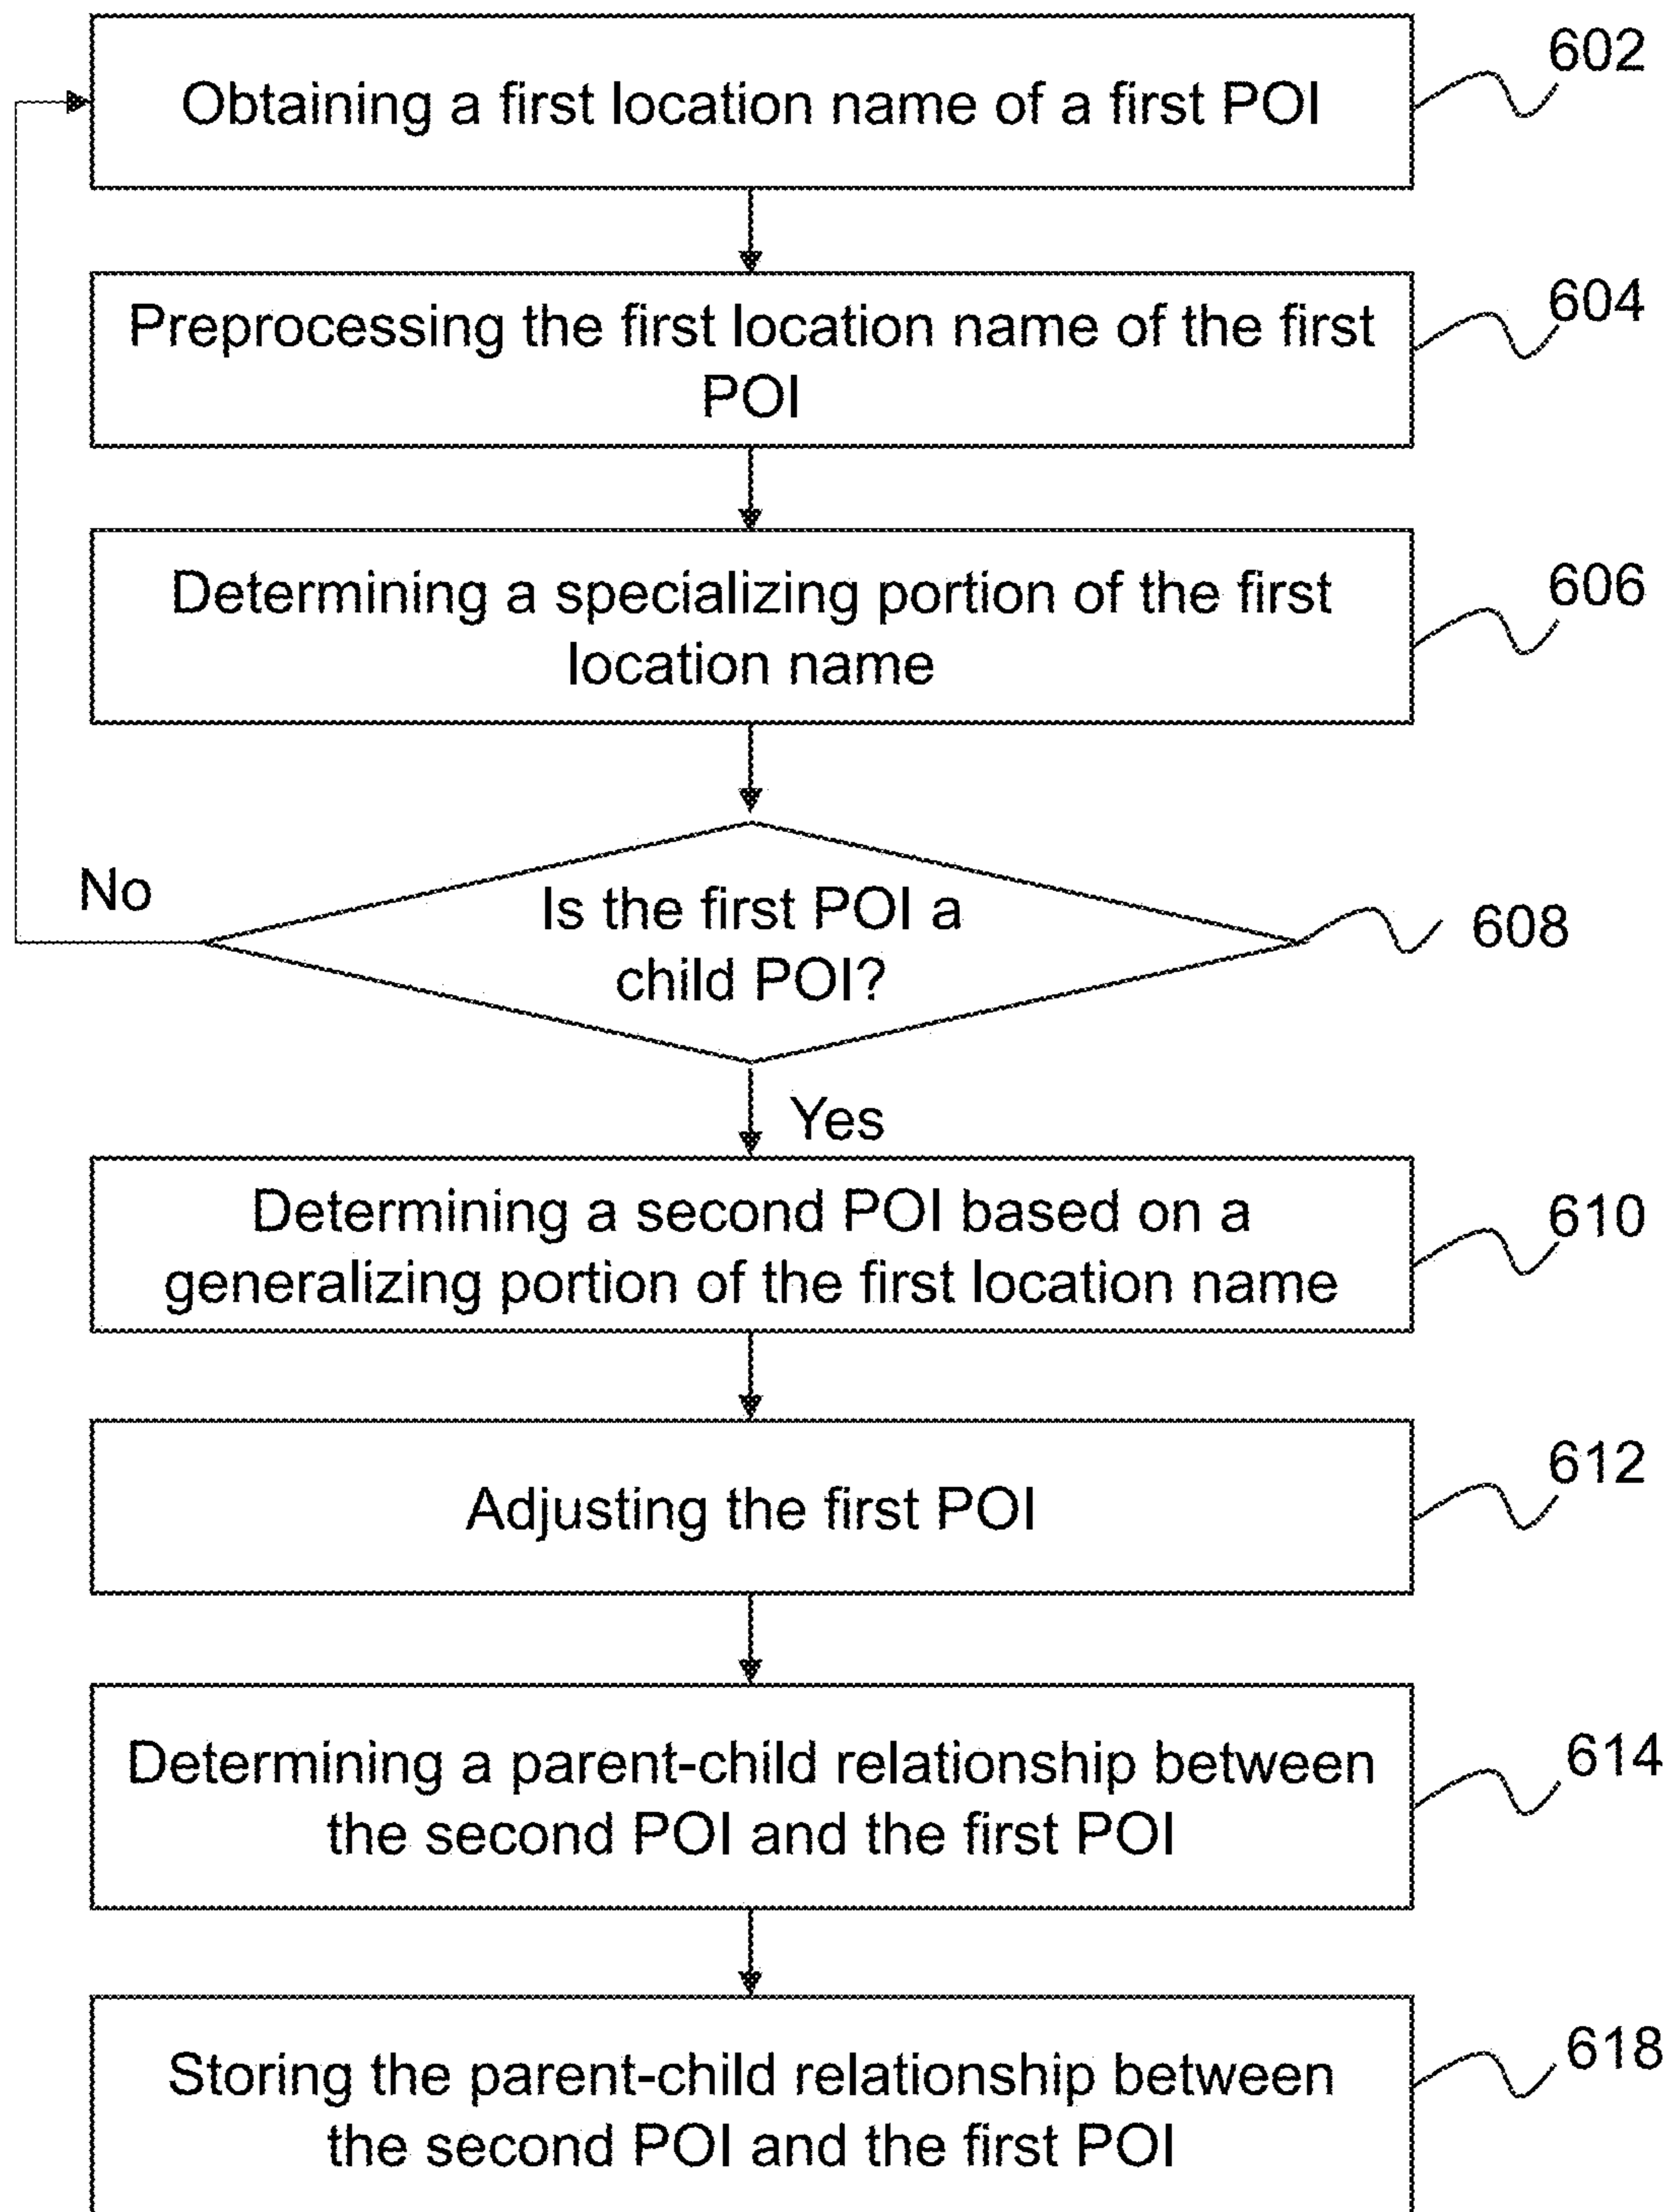 Obtaining a first location name of a first POI
602
Preprocessing the first location name of the first
POI
604
Determining a specializing portion of the first
location name
606
No
Is the first POI a
child POI?
608
Yes
Determining a second POI based on a
generalizing portion of the first location name
610
Adjusting the first POI
612
Determining a parent-child relationship between
the second POI and the first POI
614
Storing the parent-child relationship between
the second POI and the first POI
618